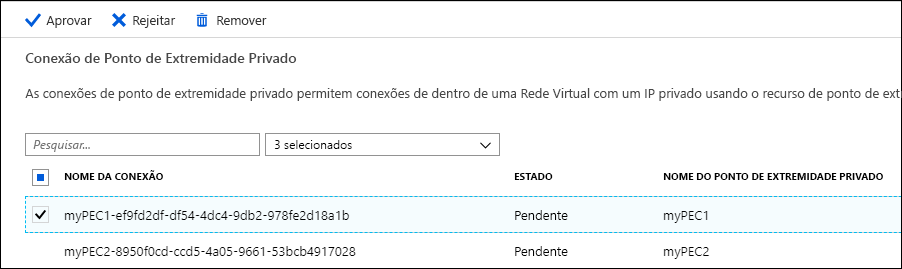 Aprovar Rejeitar Remover
Conexão de Ponto de Extremidade Privado
As conexões de ponto de extremidade privado permitem conexões de dentro de uma Rede Virtual com um IP privado usando o recurso de ponto de ext
Pesquisar... 3 selecionados
NOME DA CONEXÃO ESTADO NOME DO PONTO DE EXTREMIDADE PRIVADO
myPEC1-ef9fd2df-df54-4dc4-9db2-978fe2d18a1b Pendente myPEC1
myPEC2-8950f0cd-ccd5-4a05-9661-53bcb4917028 Pendente myPEC2